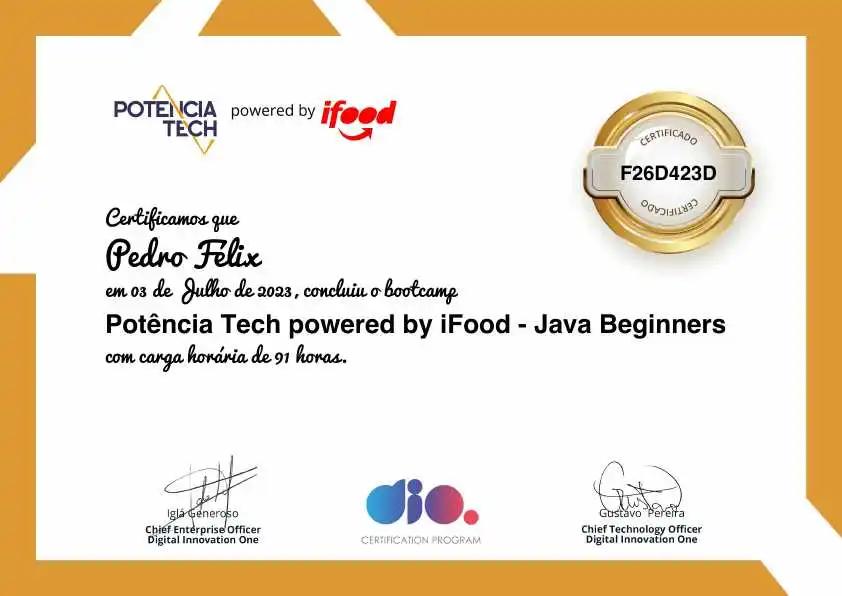 POTÊNCIA
TECH
powered by ifood
CERTIFICADO
F26D423D
CERTIFICADO
Certificamos que
Pedro Félix
em 03 de Julho de 2023, concluiu o bootcamp
Potência Tech powered by iFood - Java Beginners
com carga horária de 91 horas.
Iglá Generoso
Chief Enterprise Officer
Digital Innovation One
dio.
CERTIFICATION PROGRAM
Gustavo Pereira
Chief Technology Officer
Digital Innovation One